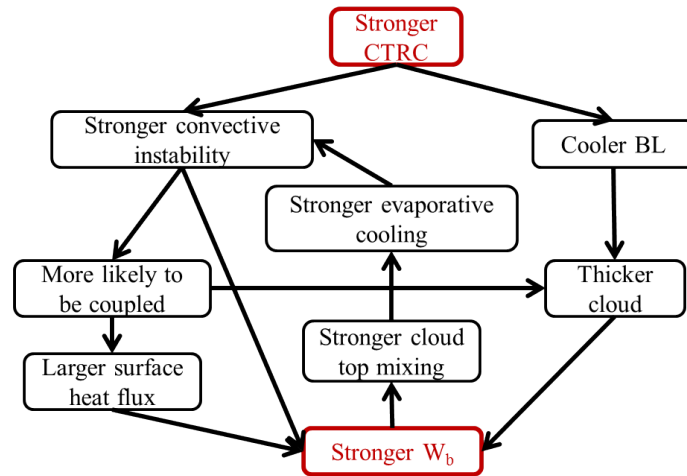 Stronger
CTRC
Stronger convective
instability
Cooler BL
Stronger evaporative
cooling
More likely to
be coupled
Thicker
cloud
Stronger cloud
top mixing
Larger surface
heat flux
Stronger W_b